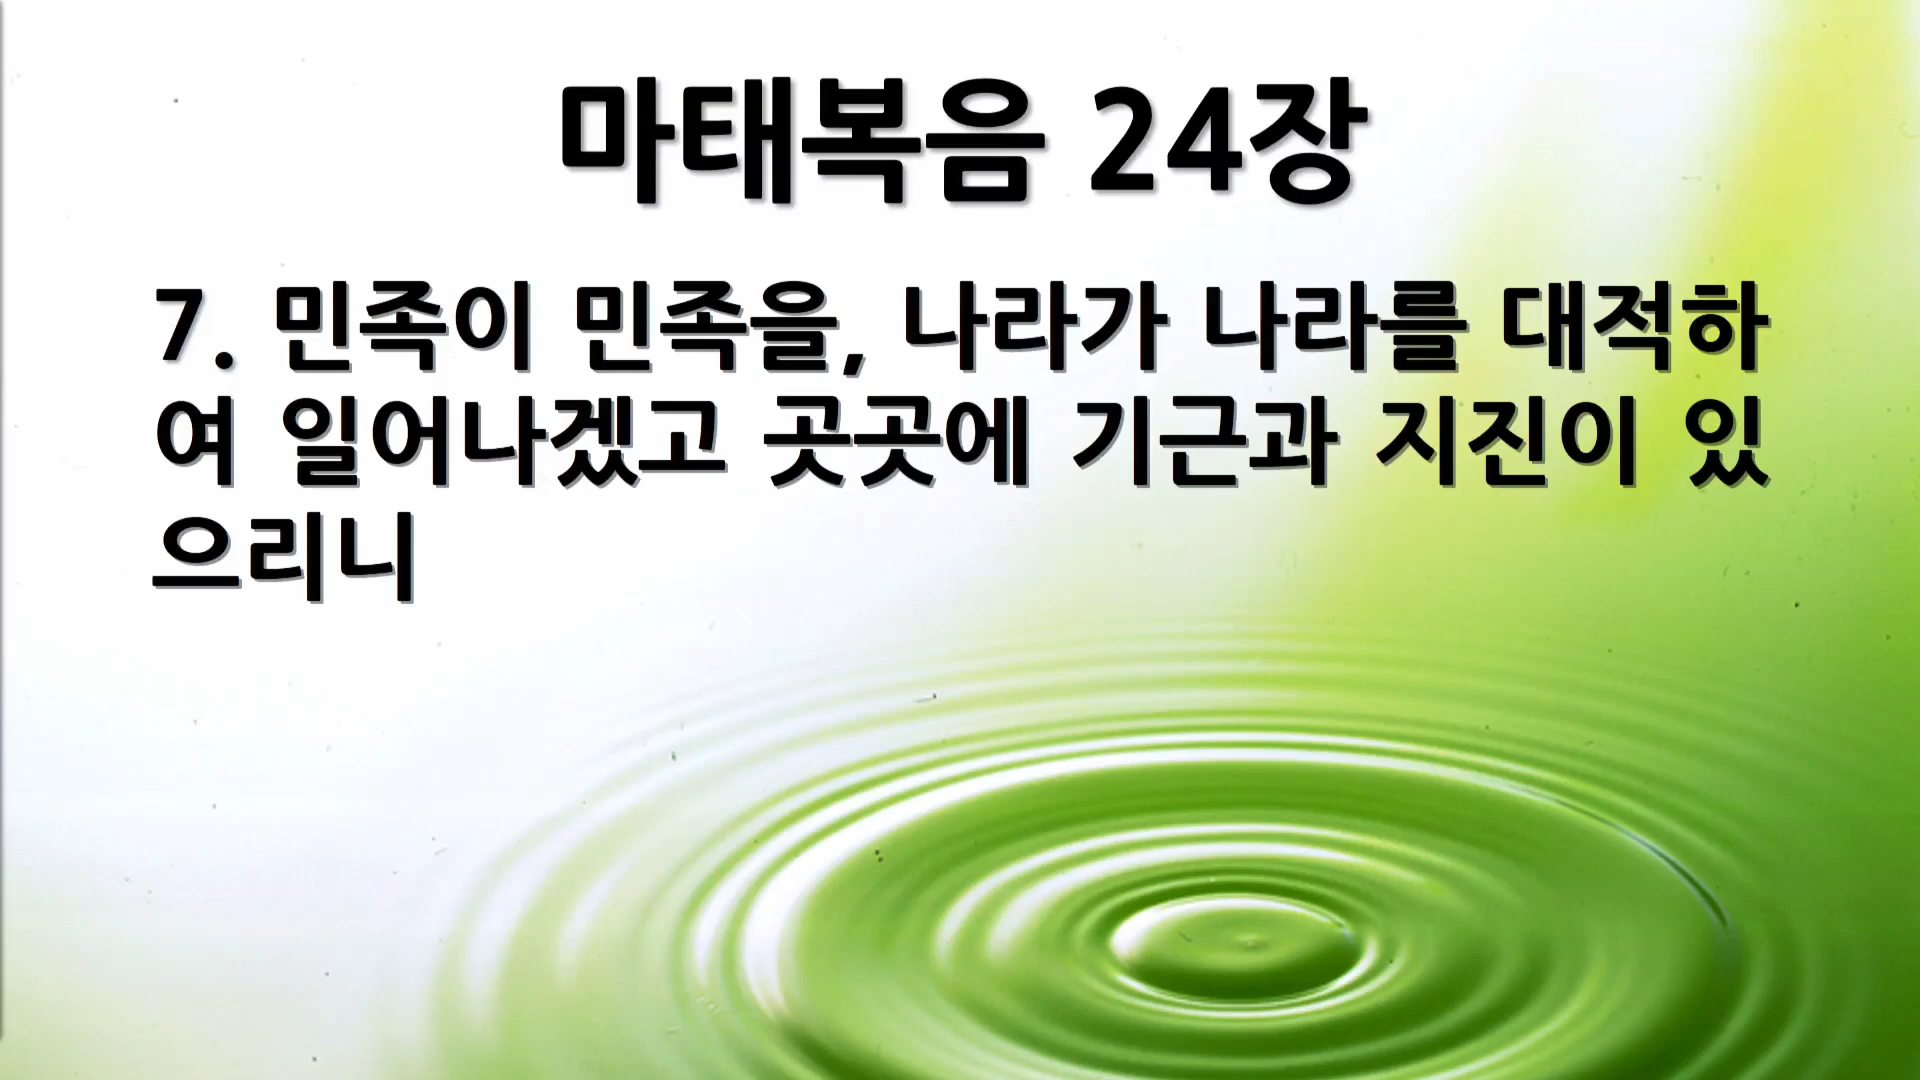 마태복음 24장
7. 민족이 민족을, 나라가 나라를 대적하
여 일어나겠고 곳곳에 기근과 지진이 있
으리니